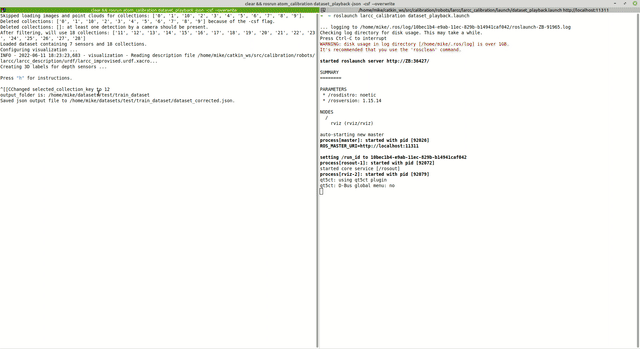 clear && rosrun atom_calibration dataset_playback -json -uf --overwrite
clear && rosrun atom_calibration dataset_playback -json -uf --overwrite
Skipped loading images and point clouds for collections: ['0', '1', '10', '2', '3', '4', '5', '6', '7', '8', '9'].
Deleted collections: ['0', '1', '10', '2', '3', '4', '5', '6', '7', '8', '9'] because of the -csf flag.
Deleted collections: []: at least one detection by a camera should be present.
After filtering, will use 18 collections: ['11', '12', '13', '14', '15', '16', '17', '18', '19', '20', '21', '22', '23
', '24', '25', '26', '27', '28']
Loaded dataset containing 7 sensors and 18 collections.
Configuring visualization ...
INFO - 2022-06-11 18:23:23,683 - visualization - Reading description file /home/mike/catkin_ws/src/calibration/robots/
larcc/larcc_description/urdf/larcc_improved.urdf.xacro...
Creating 3D labels for depth sensors ...
Press 'h' for instructions.
^[[CChanged selected_collection key to 12
output_folder is: /home/mike/datasets/test/train_dataset
Saved json output file to /home/mike/datasets/test/train_dataset/dataset_corrected.json.
/home/mike/catkin_ws/src/calibration/robots/larcc/larcc_calibration/launch/dataset_playback.launch http://localhost:11311
~ roslaunch larcc_calibration dataset_playback.launch
... logging to /home/mike/.ros/log/10bec1b4-e9ab-11ec-829b-b14941caf042/roslaunch-ZB-91965.log
Checking log directory for disk usage. This may take a while.
Press Ctrl-C to interrupt
WARNING: disk usage in log directory [/home/mike/.ros/log] is over 1GB.
It's recommended that you use the 'rosclean' command.
started roslaunch server http://ZB:36427/
SUMMARY
========
PARAMETERS
* /rosdistro: noetic
* /rosversion: 1.15.14
NODES
/
rviz (rviz/rviz)
auto-starting new master
process[master]: started with pid [92026]
ROS_MASTER_URI=http://localhost:11311
setting /run_id to 10bec1b4-e9ab-11ec-829b-b14941caf042
process[rosout-1]: started with pid [92072]
started core service [/rosout]
process[rviz-2]: started with pid [92079]
qt5ct: using qt5ct plugin
qt5ct: D-Bus global menu: no